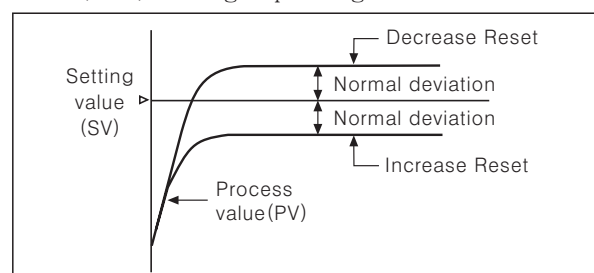 Decrease Reset
Setting
value
(SV)
Normal deviation
Normal deviation
Increase Reset
Process
value(PV)